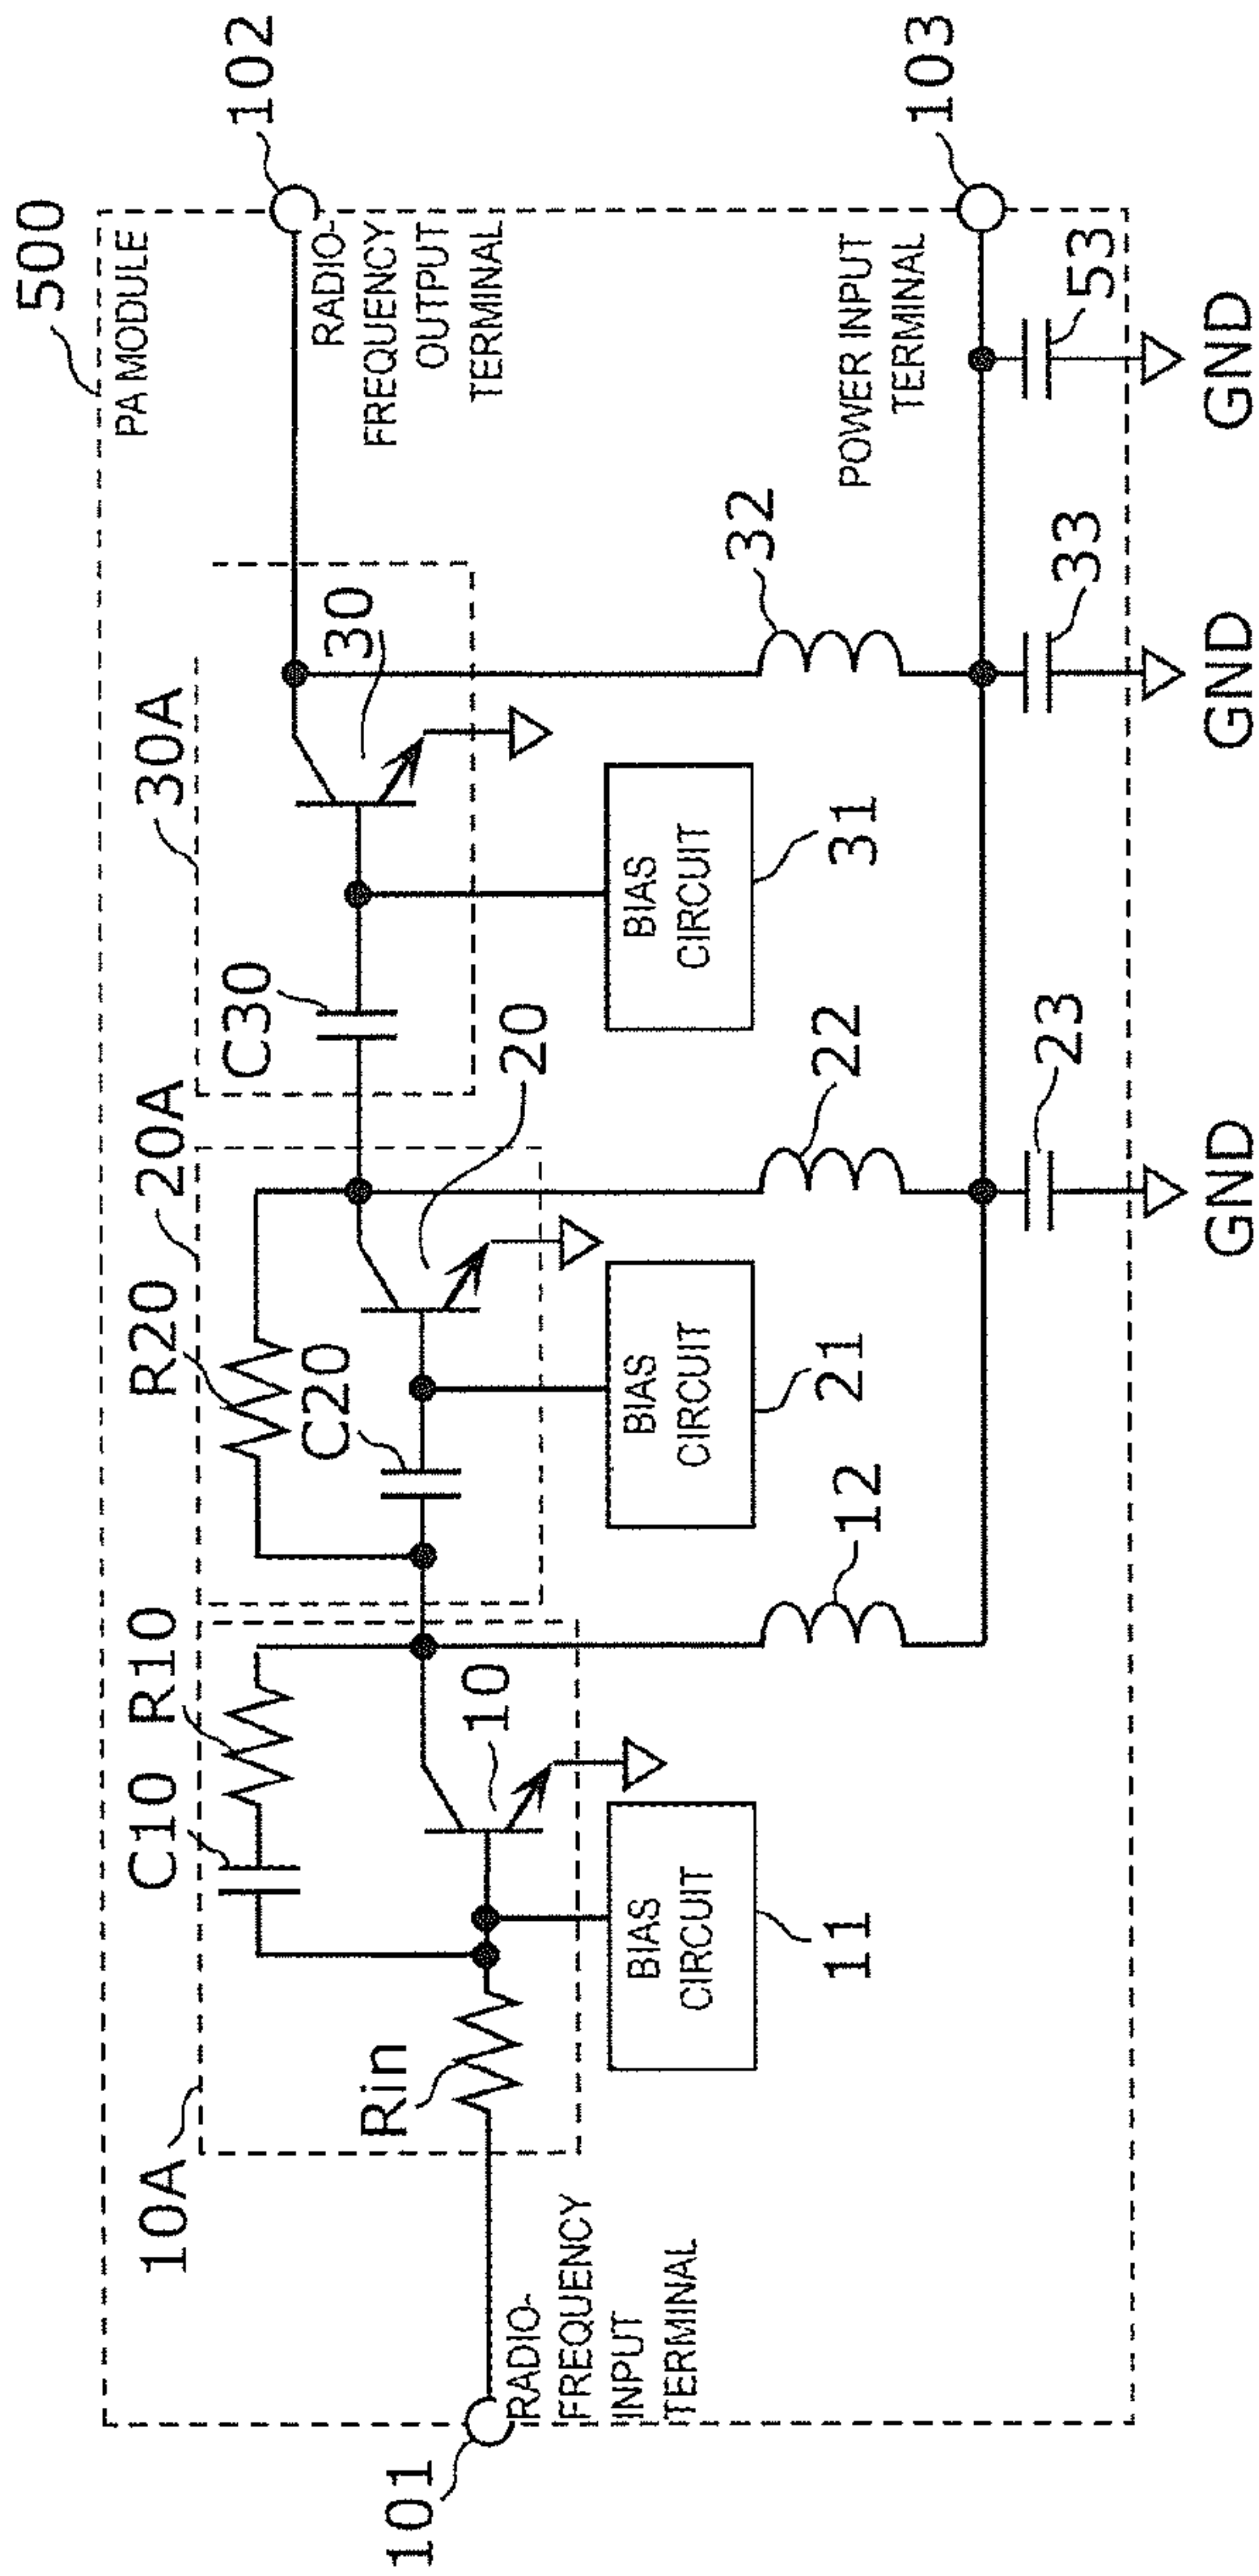 500
PA MODULE
102
RADIO-
FREQUENCY
OUTPUT
TERMINAL
103
POWER INPUT
TERMINAL
10A
C10
R10
R20
20A
30A
C30
30
C20
20
10
Rin
101
RADIO-
FREQUENCY
INPUT
TERMINAL
BIAS
CIRCUIT
11
BIAS
CIRCUIT
21
BIAS
CIRCUIT
31
12
22
32
23
33
53
GND
GND
GND